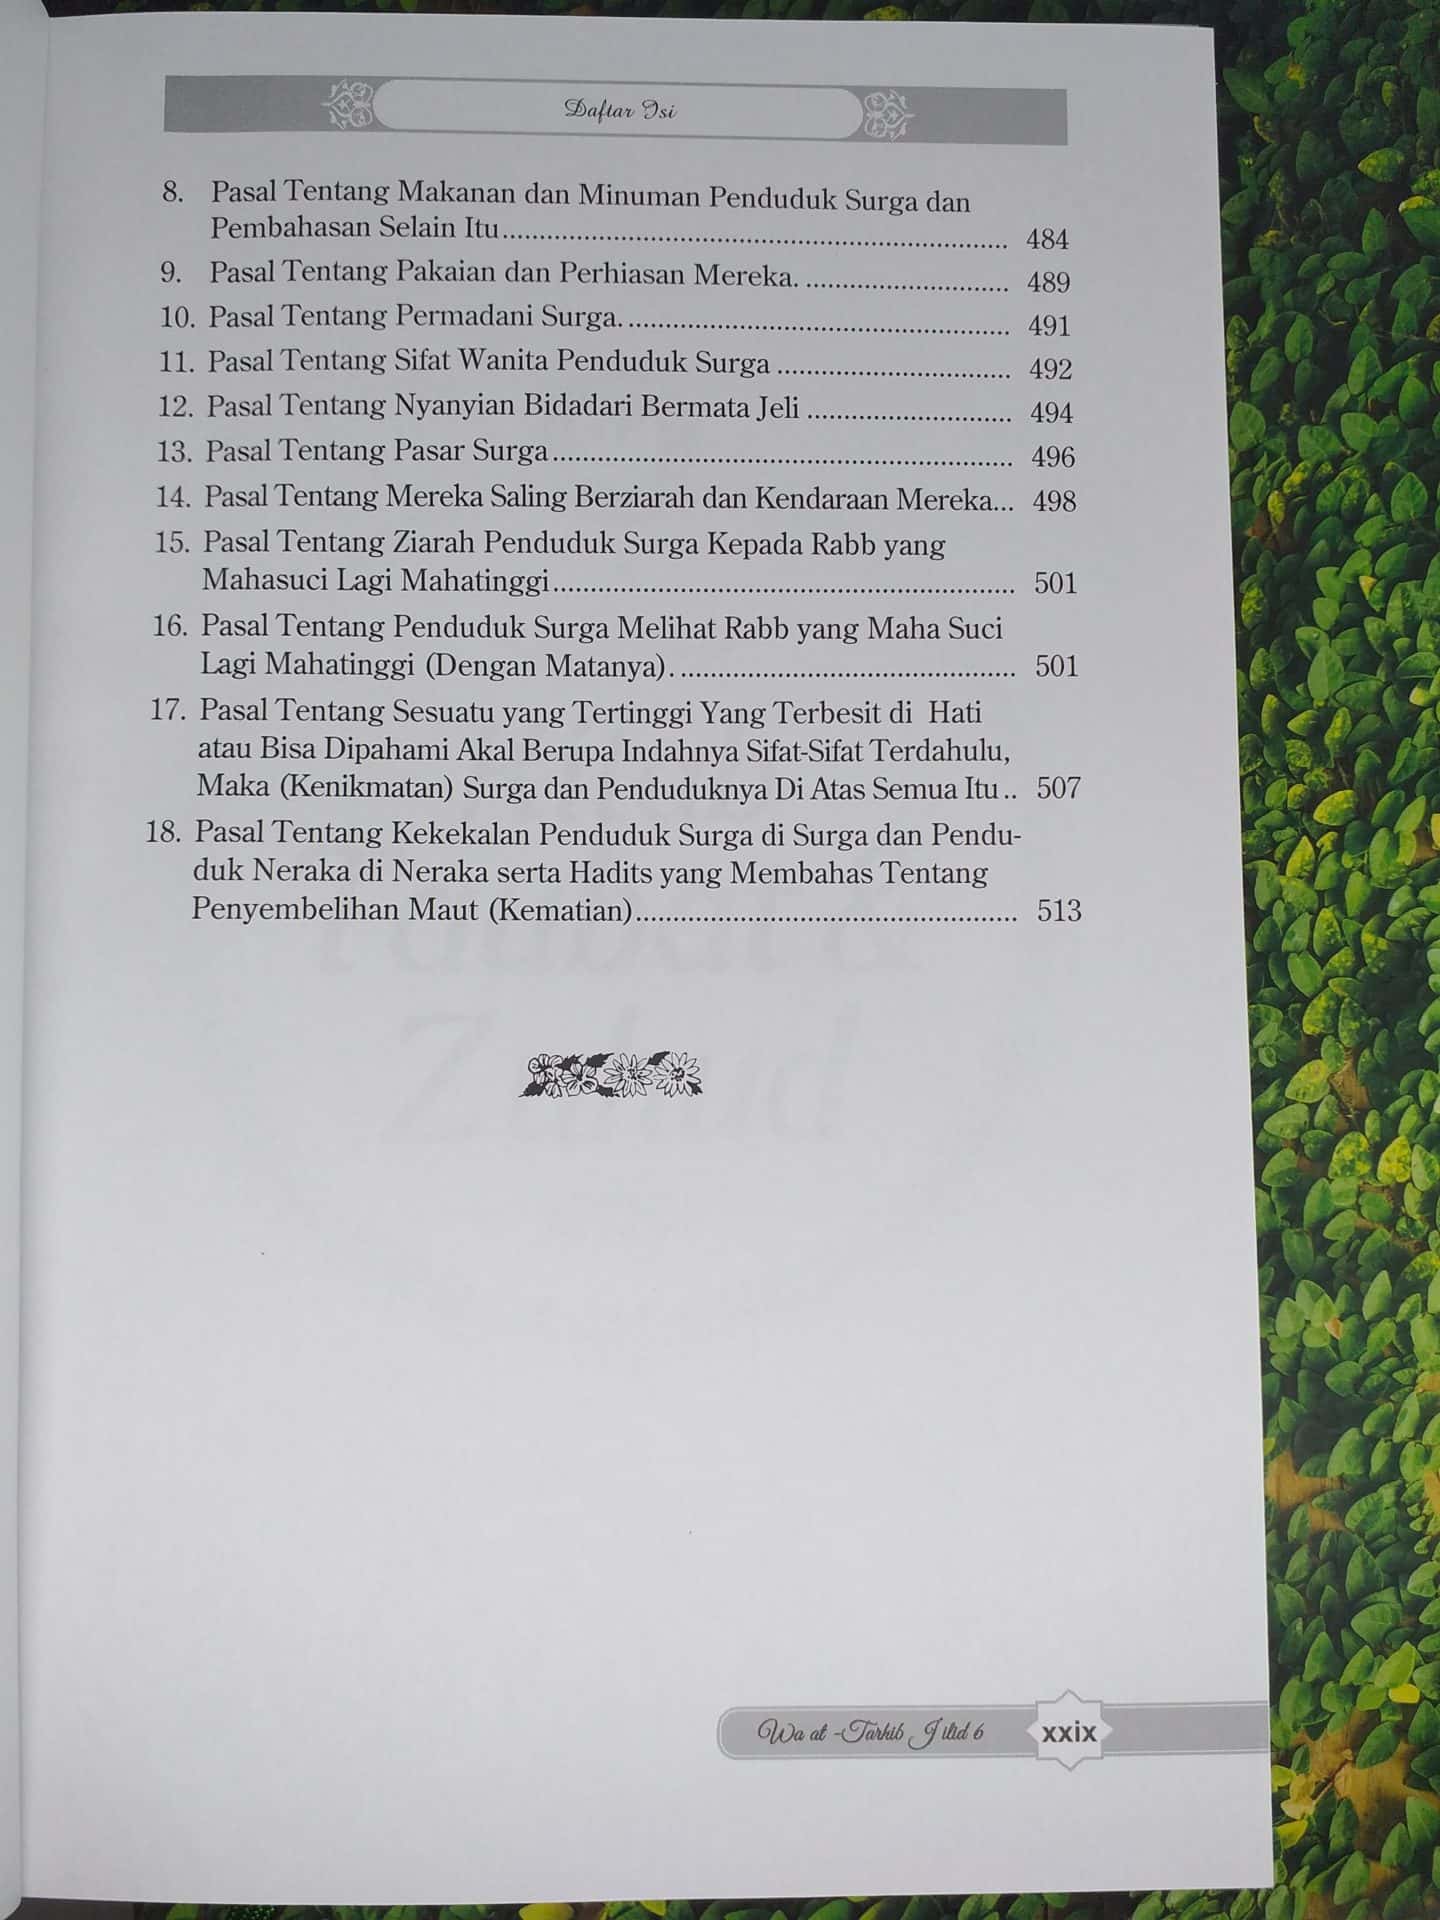 Daftar Isi
8. Pasal Tentang Makanan dan Minuman Penduduk Surga dan
Pembahasan Selain Itu.................................................................... 484
9. Pasal Tentang Pakaian dan Perhiasan Mereka. ........................... 489
10. Pasal Tentang Permadani Surga.................................................... 491
11. Pasal Tentang Sifat Wanita Penduduk Surga ............................... 492
12. Pasal Tentang Nyanyian Bidadari Bermata Jeli ........................... 494
13. Pasal Tentang Pasar Surga............................................................. 496
14. Pasal Tentang Mereka Saling Berziarah dan Kendaraan Mereka... 498
15. Pasal Tentang Ziarah Penduduk Surga Kepada Rabb yang
Mahasuci Lagi Mahatinggi.............................................................. 501
16. Pasal Tentang Penduduk Surga Melihat Rabb yang Maha Suci
Lagi Mahatinggi (Dengan Matanya). ............................................. 501
17. Pasal Tentang Sesuatu yang Tertinggi Yang Terbesit di Hati
atau Bisa Dipahami Akal Berupa Indahnya Sifat-Sifat Terdahulu,
Maka (Kenikmatan) Surga dan Penduduknya Di Atas Semua Itu .. 507
18. Pasal Tentang Kekekalan Penduduk Surga di Surga dan Pendu-
duk Neraka di Neraka serta Hadits yang Membahas Tentang
Penyembelihan Maut (Kematian)................................................... 513
Wa at -Tarhib Jilid 6
xxix